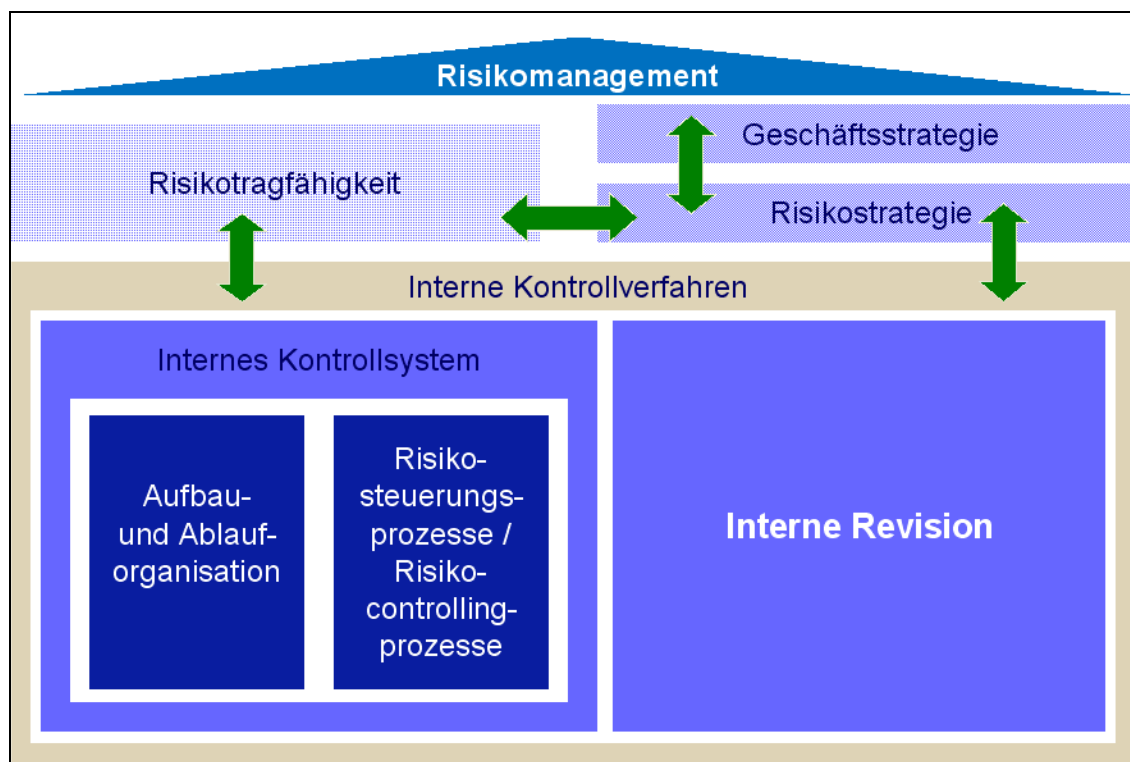 Risikomanagement
Geschäftsstrategie
Risikotragfähigkeit
Risikostrategie
Interne Kontrollverfahren
Internes Kontrollsystem
Aufbau-
und Ablauf-
organisation
Risiko-
steuerungs-
prozesse /
Risiko-
controlling-
prozesse
Interne Revision